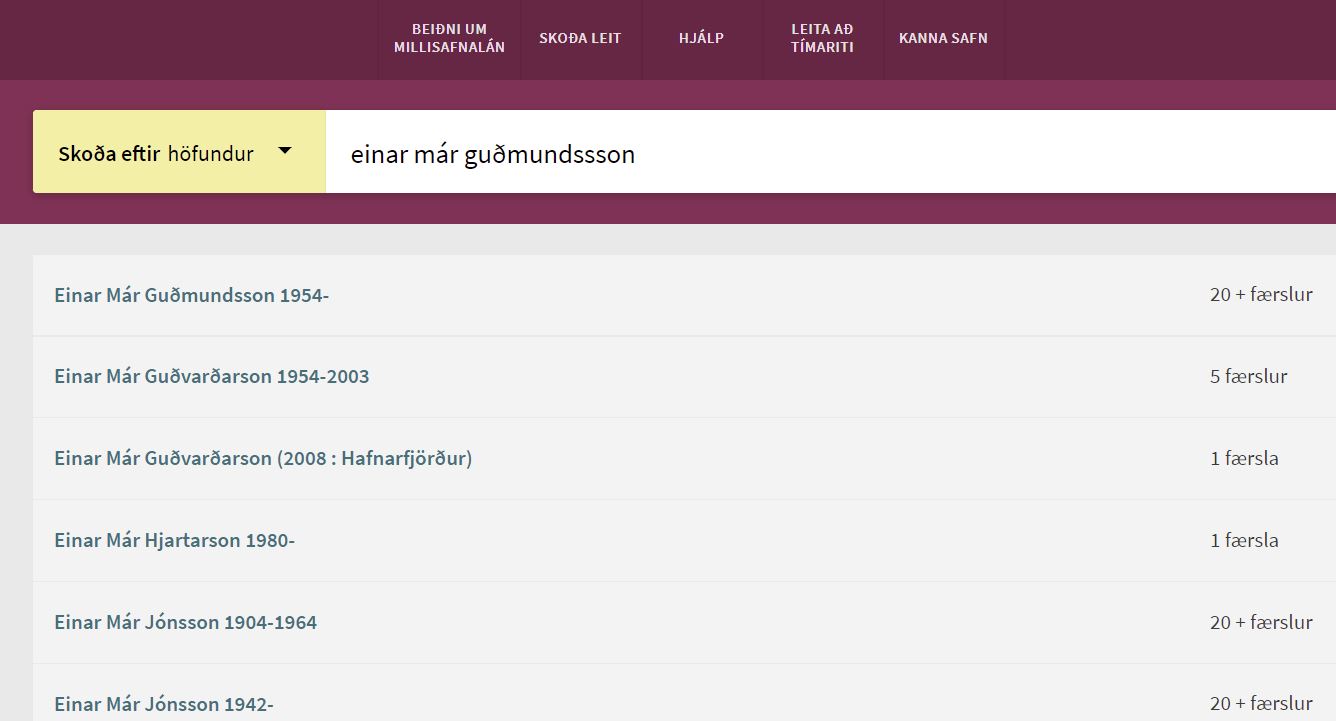 BEIÐNI UM
MILLISAFNALÁN
SKOÐA LEIT
HJÁLP
LEITA AÐ
TÍMARITI
KANNA SAFN
Skoða eftir höfundur
einar már guðmundssson
Einar Már Guðmundsson 1954- 20 + færslur
Einar Már Guðvarðarson 1954-2003 5 færslur
Einar Már Guðvarðarson (2008 : Hafnarfjörður) 1 færsla
Einar Már Hjartarson 1980- 1 færsla
Einar Már Jónsson 1904-1964 20 + færslur
Einar Már Jónsson 1942- 20 + færslur